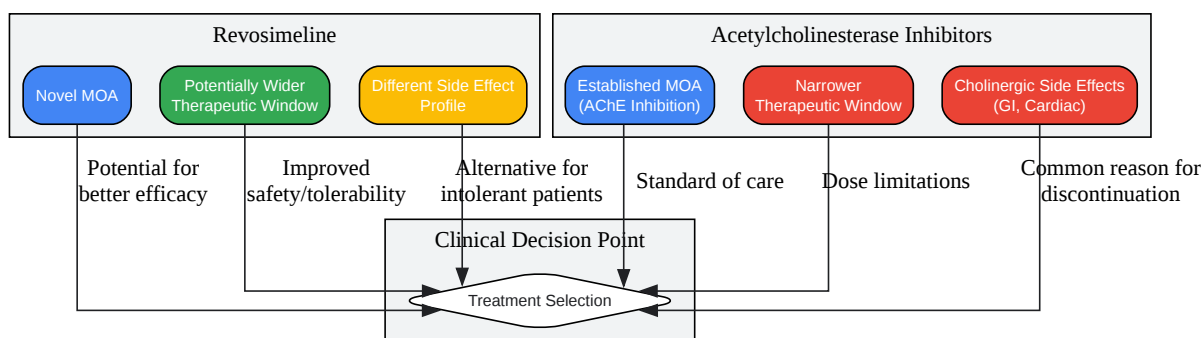 Revosimeline
Acetylcholinesterase Inhibitors
Novel MOA
Potentially Wider
Therapeutic Window
Different Side Effect
Profile
Established MOA
(AChE Inhibition)
Narrower
Therapeutic Window
Cholinergic Side Effects
(GI, Cardiac)
Potential for
better efficacy
Improved
safety/tolerability
Alternative for
intolerant patients
Standard of care
Dose limitations
Common reason for
discontinuation
Clinical Decision Point
Treatment Selection